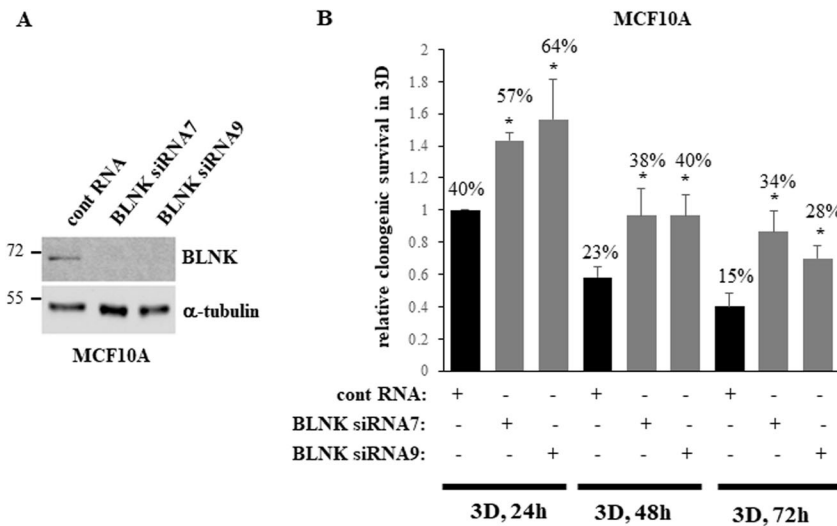 A
cont RNA
BLNK siRNA7
BLNK siRNA9
72
BLNK
55
α-tubulin
MCF10A
B
MCF10A
relative clonogenic survival in 3D
2
1.8
1.6
1.4
1.2
1
0.8
0.6
0.4
0.2
0
40%
57%
*
64%
*
23%
38%
*
40%
*
15%
34%
*
28%
*
cont RNA: + - - + - - + - -
BLNK siRNA7: - + - - + - - + -
BLNK siRNA9: - - + - - + - - +
3D, 24h 3D, 48h 3D, 72h